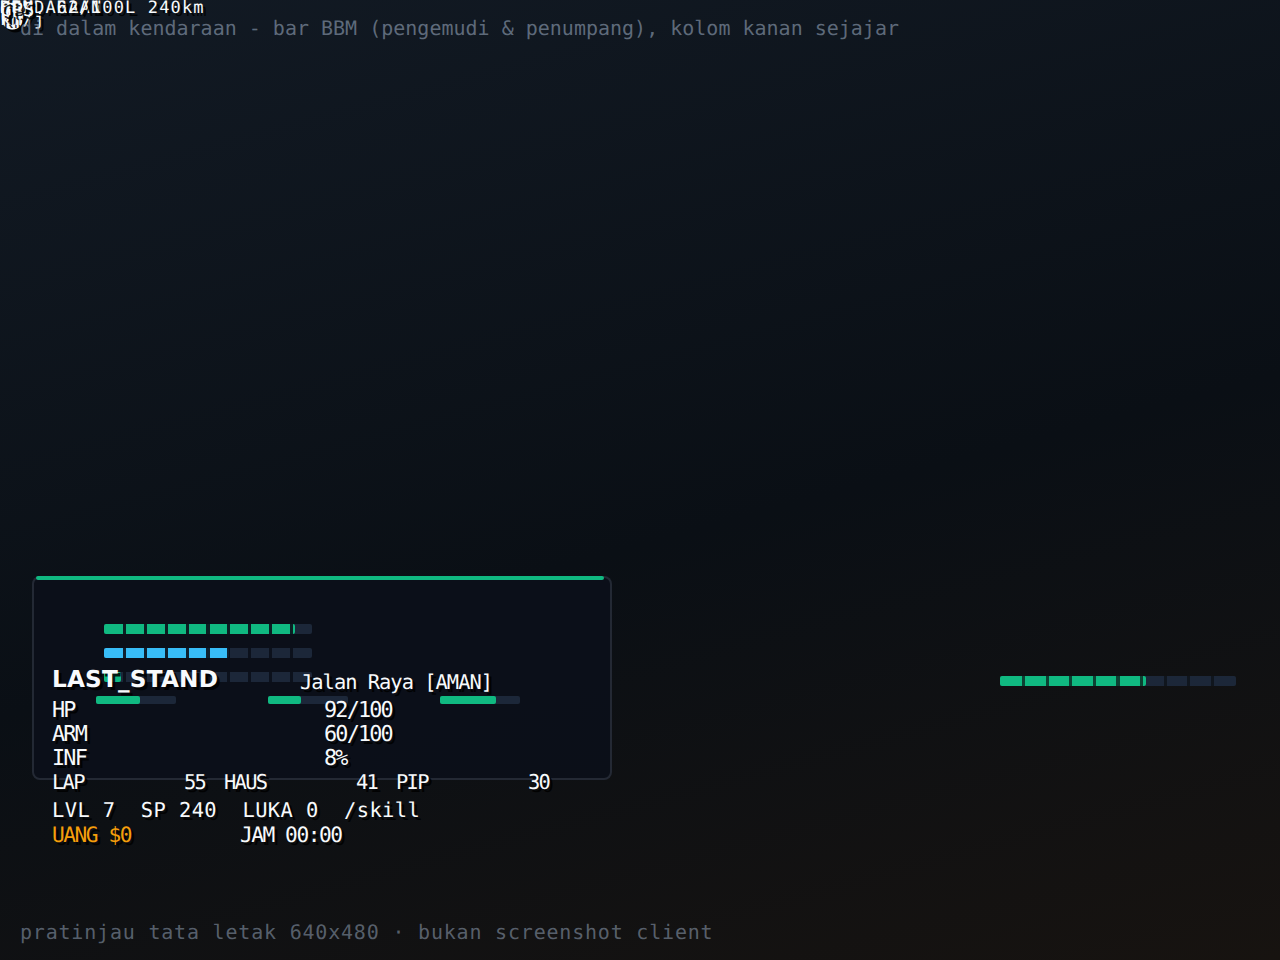 100L 240km
di dalam kendaraan - bar BBM (pengemudi & penumpang), kolom kanan sejajar
LAST_STAND
Jalan Raya [AMAN]
HP 92/100
ARM 60/100
INF 8%
LAP 55 HAUS 41 PIP 30
LVL 7 SP 240 LUKA 0 /skill
UANG $0 JAM 00:00
pratinjau tata letak 640x480 · bukan screenshot client